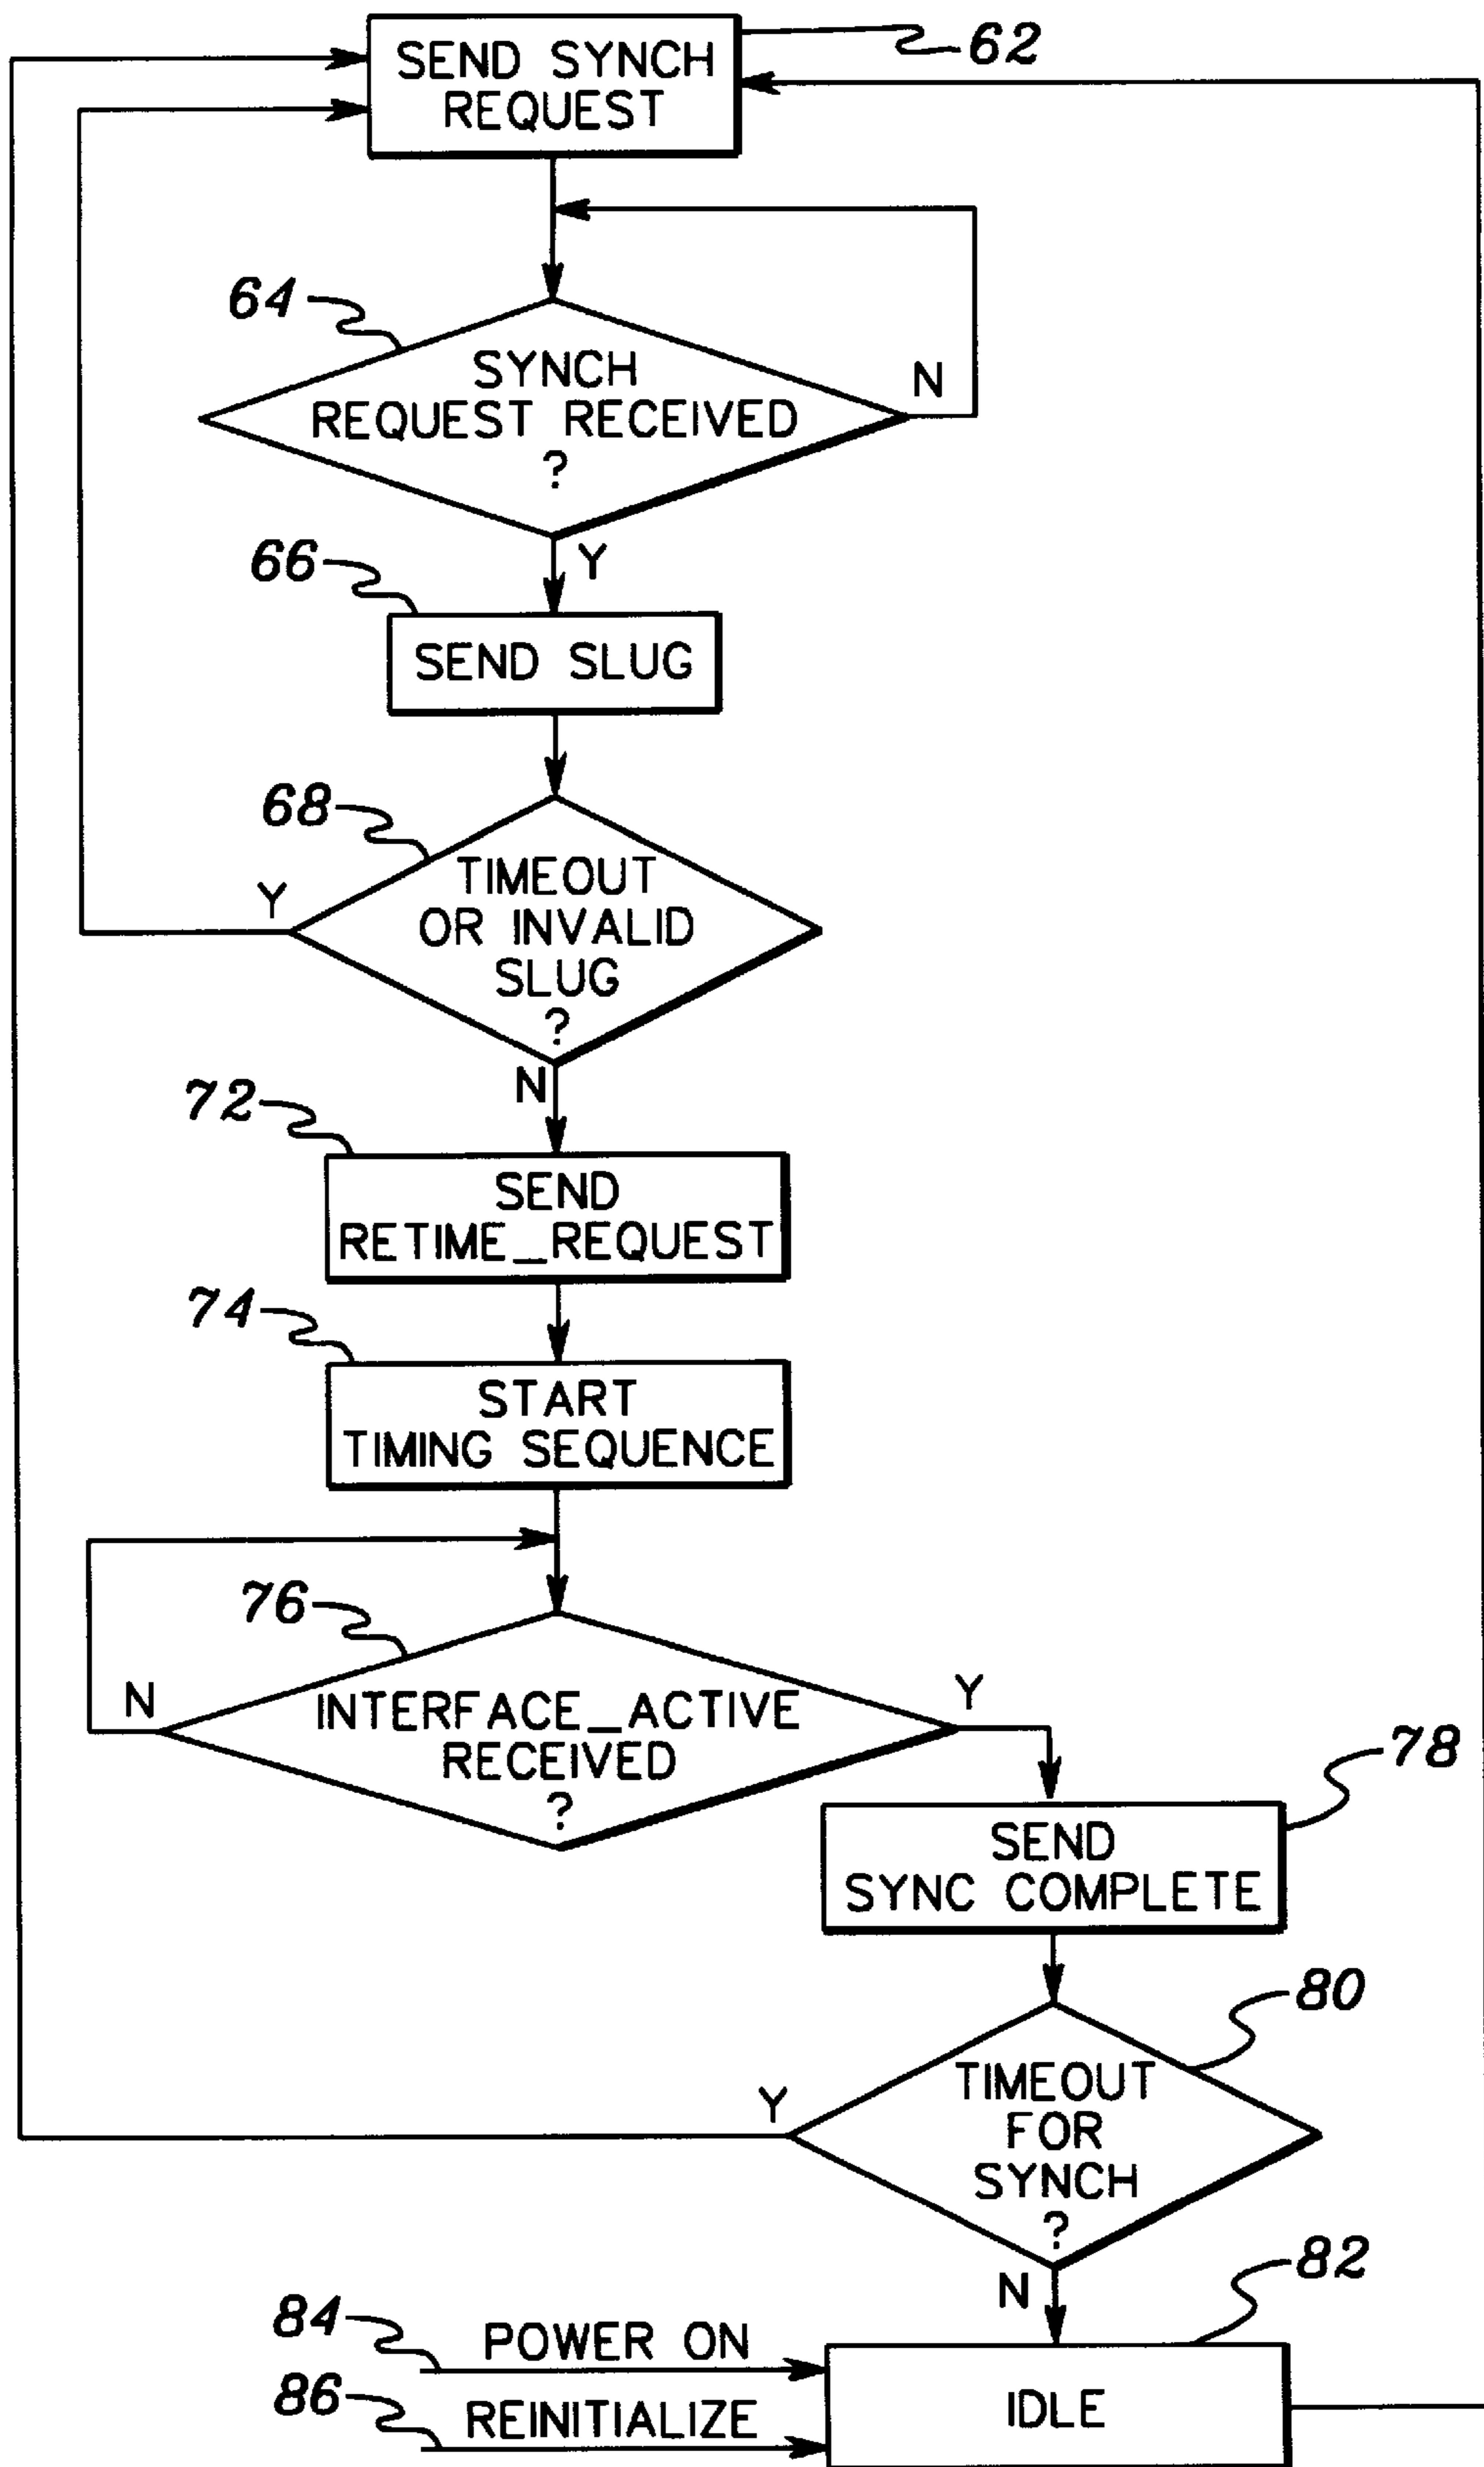 SEND SYNCH
REQUEST
62
64
SYNCH
REQUEST RECEIVED
?
N
Y
66
SEND SLUG
68
TIMEOUT
OR INVALID
SLUG
?
Y
N
72
SEND
RETIME_REQUEST
74
START
TIMING SEQUENCE
76
INTERFACE_ACTIVE
RECEIVED
?
N
Y
78
SEND
SYNC COMPLETE
80
TIMEOUT
FOR
SYNCH
?
Y
N
82
84
POWER ON
86
REINITIALIZE
IDLE